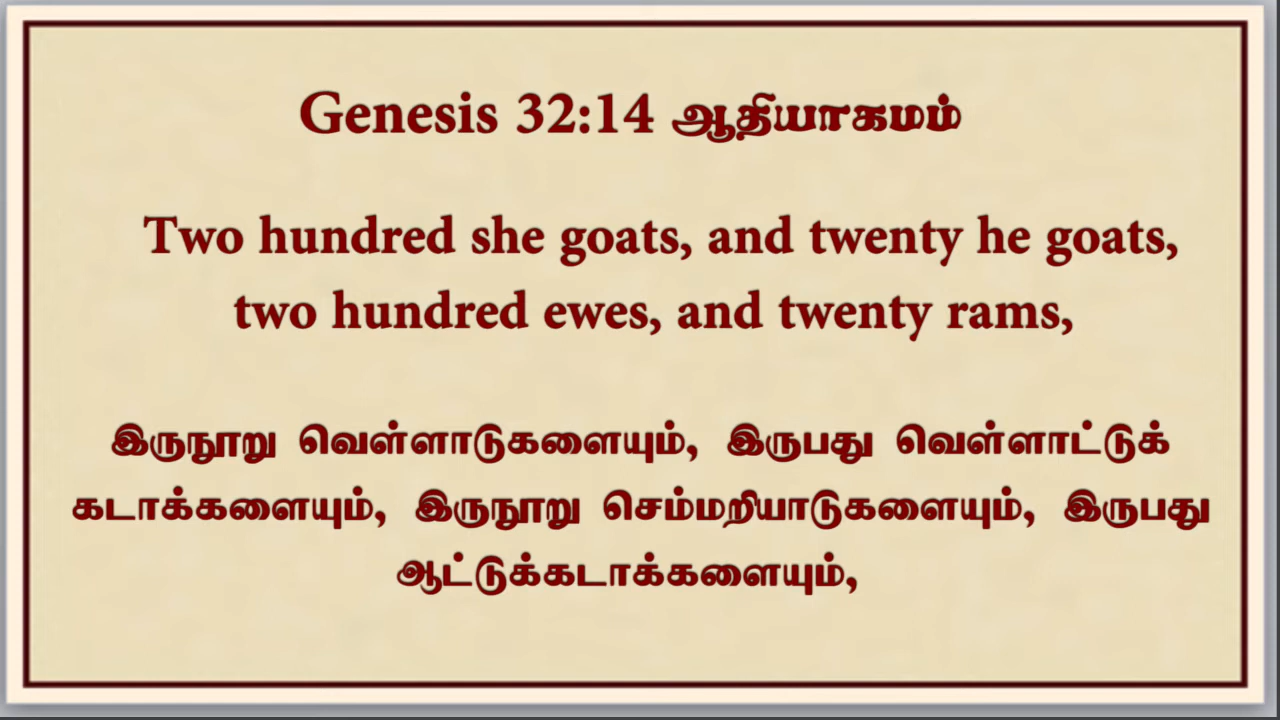 Genesis 32:14 ஆதியாகமம்
Two hundred she goats, and twenty he goats,
two hundred ewes, and twenty rams,
இருநூறு வெள்ளாடுகளையும், இருபது வெள்ளாட்டுக்
கடாக்களையும், இருநூறு செம்மறியாடுகளையும், இருபது
ஆட்டுக்கடாக்களையும்,